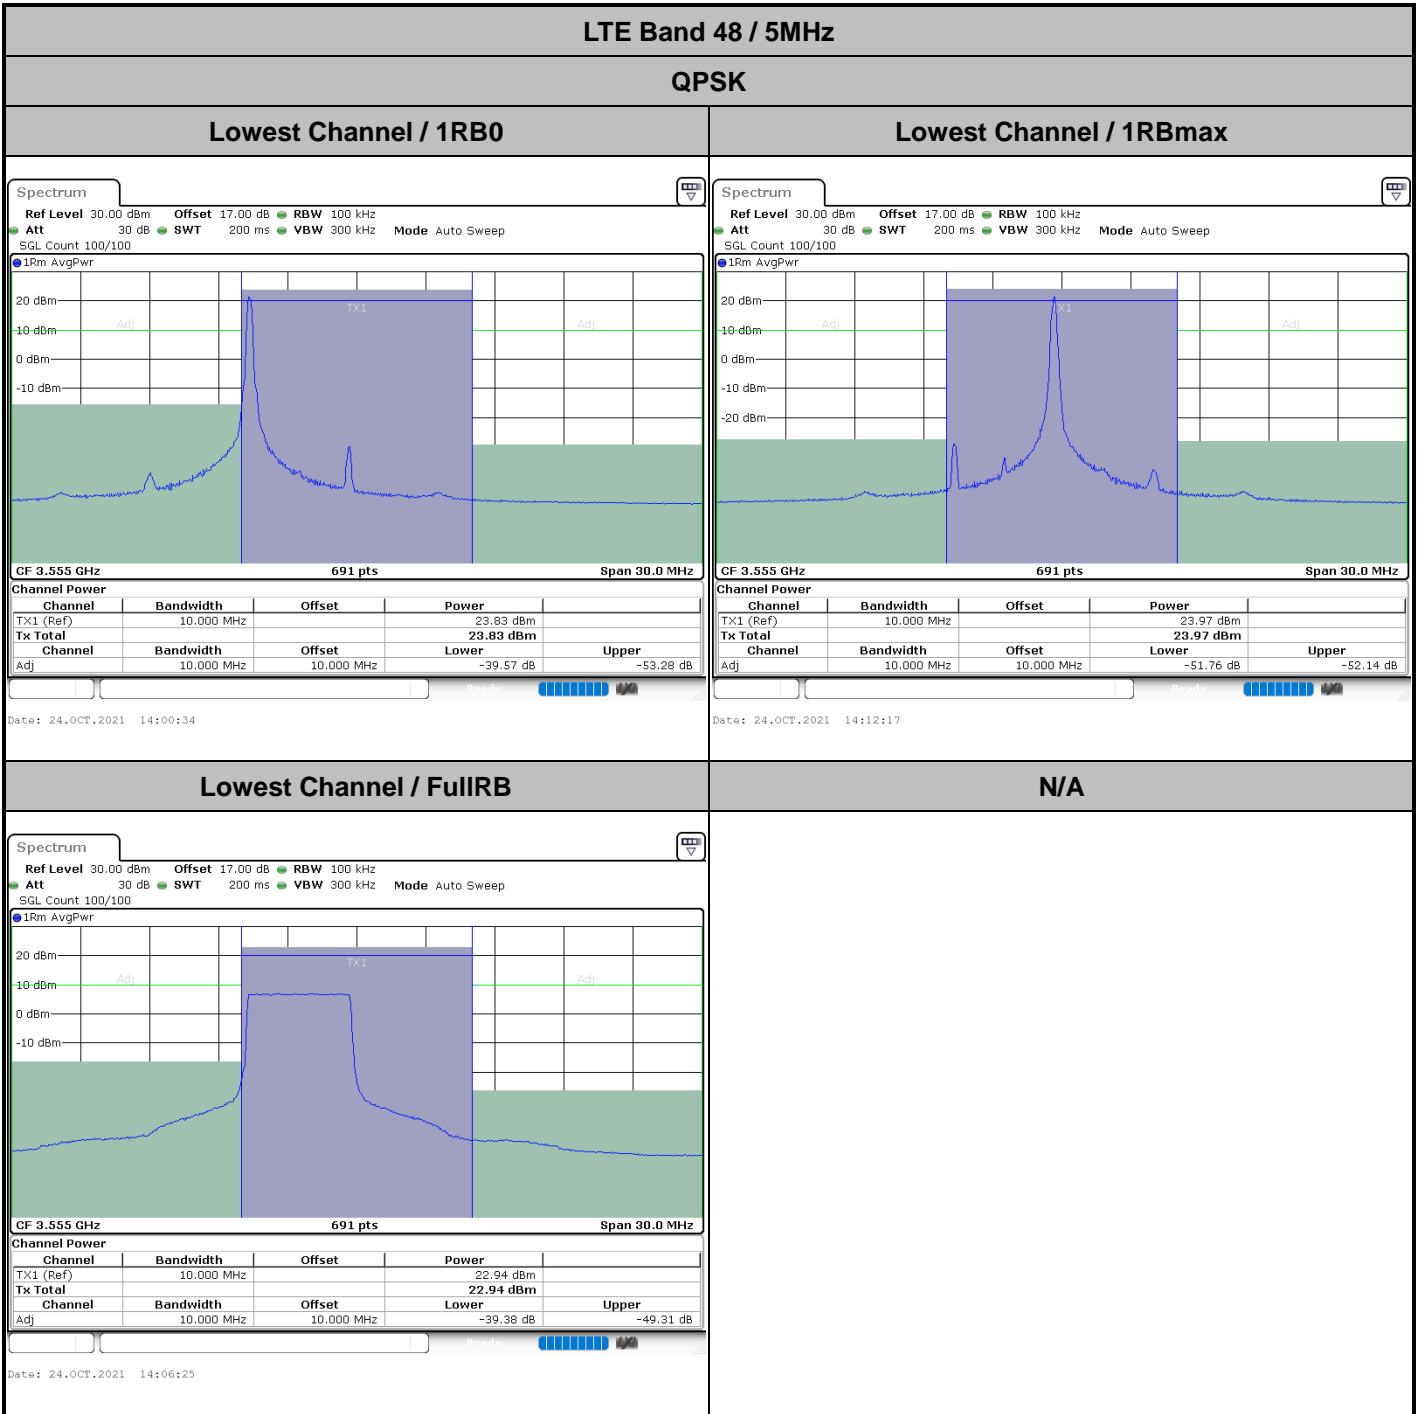 LTE Band 48 / 5MHz
QPSK
Lowest Channel / 1RB0
Lowest Channel / 1RBmax
Spectrum
Ref Level 30.00 dBm Offset 17.00 dB RBW 100 kHz
Att 30 dB SWT 200 ms VBW 300 kHz Mode Auto Sweep
SGL Count 100/100
1Rm AvgPwr
TX1
20 dBm
Adj
Adj
10 dBm
0 dBm
-10 dBm
CF 3.555 GHz 691 pts Span 30.0 MHz
Channel Power
Channel Bandwidth Offset Power
TX1 (Ref) 10.000 MHz 23.83 dBm
Tx Total 23.83 dBm
Channel Bandwidth Offset Lower Upper
Adj 10.000 MHz 10.000 MHz -39.57 dB -53.28 dB
Ready
Date: 24.OCT.2021 14:00:34
Spectrum
Ref Level 30.00 dBm Offset 17.00 dB RBW 100 kHz
Att 30 dB SWT 200 ms VBW 300 kHz Mode Auto Sweep
SGL Count 100/100
1Rm AvgPwr
20 dBm
TX1
Adj
Adj
10 dBm
0 dBm
-10 dBm
-20 dBm
CF 3.555 GHz 691 pts Span 30.0 MHz
Channel Power
Channel Bandwidth Offset Power
TX1 (Ref) 10.000 MHz 23.97 dBm
Tx Total 23.97 dBm
Channel Bandwidth Offset Lower Upper
Adj 10.000 MHz 10.000 MHz -51.76 dB -52.14 dB
Ready
Date: 24.OCT.2021 14:12:17
Lowest Channel / FullRB
N/A
Spectrum
Ref Level 30.00 dBm Offset 17.00 dB RBW 100 kHz
Att 30 dB SWT 200 ms VBW 300 kHz Mode Auto Sweep
SGL Count 100/100
1Rm AvgPwr
20 dBm
TX1
Adj
Adj
10 dBm
0 dBm
-10 dBm
CF 3.555 GHz 691 pts Span 30.0 MHz
Channel Power
Channel Bandwidth Offset Power
TX1 (Ref) 10.000 MHz 22.94 dBm
Tx Total 22.94 dBm
Channel Bandwidth Offset Lower Upper
Adj 10.000 MHz 10.000 MHz -39.38 dB -49.31 dB
Ready
Date: 24.OCT.2021 14:06:25